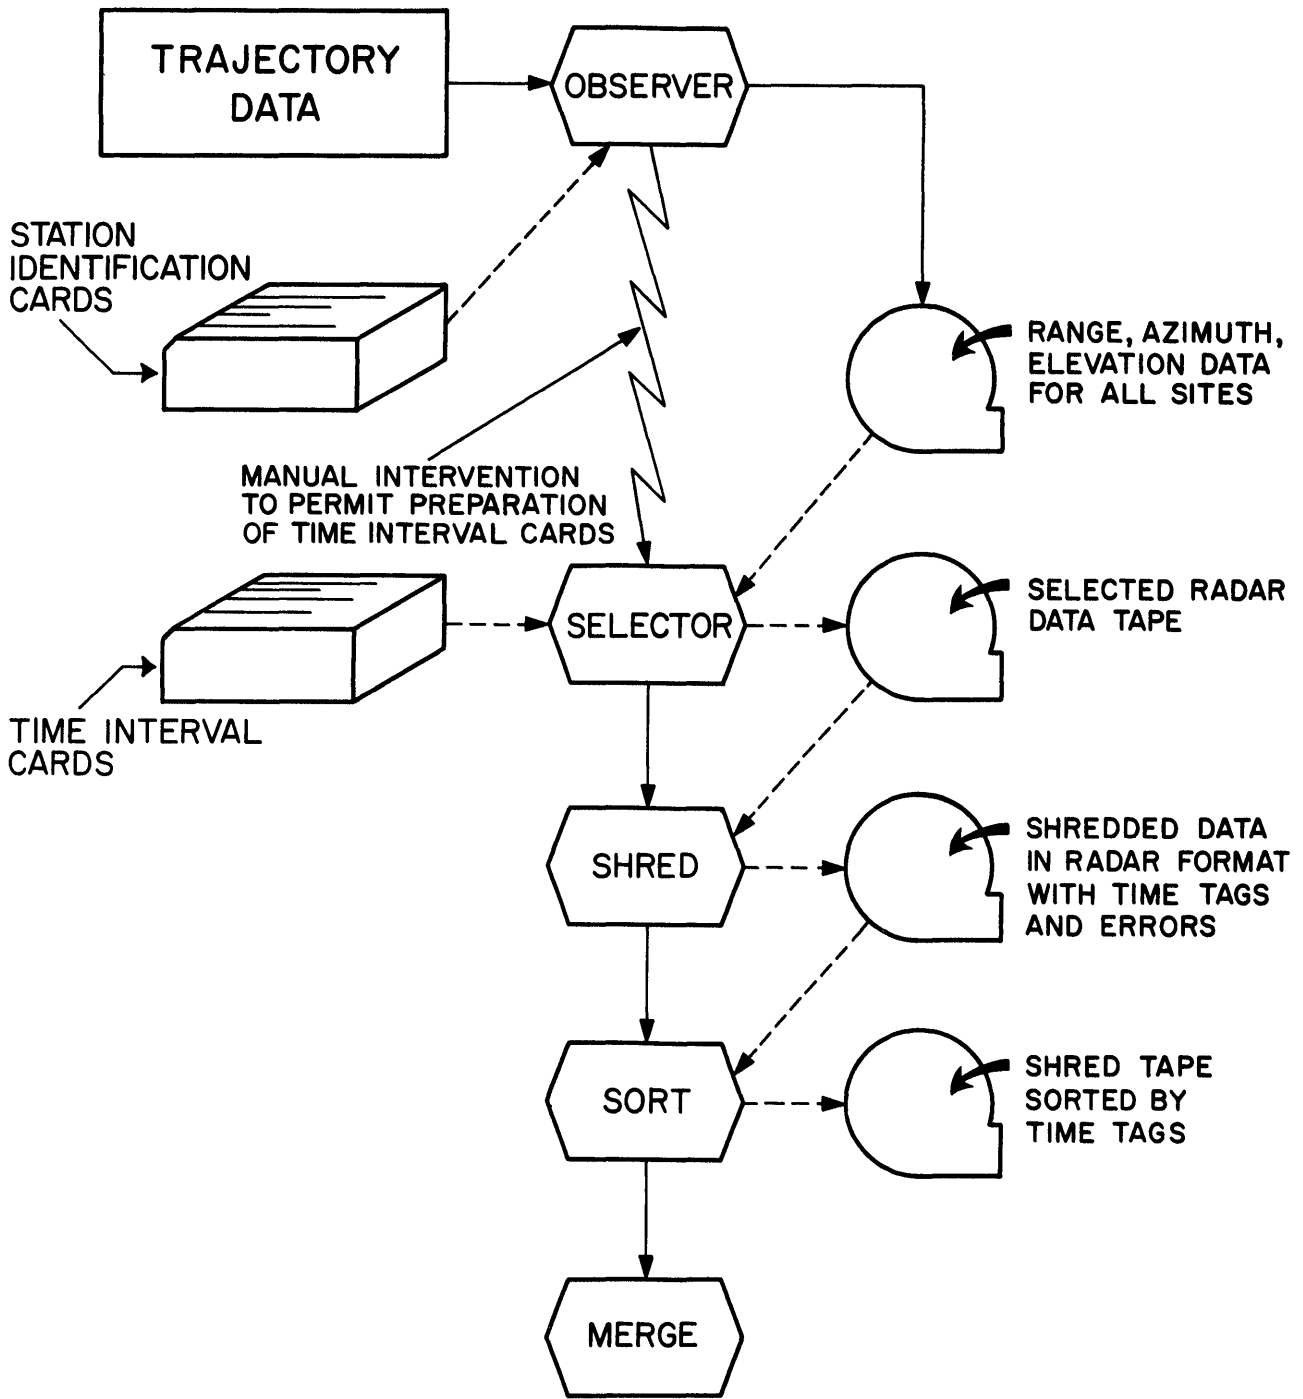 TRAJECTORY
DATA
OBSERVER
STATION
IDENTIFICATION
CARDS
RANGE, AZIMUTH,
ELEVATION DATA
FOR ALL SITES
MANUAL INTERVENTION
TO PERMIT PREPARATION
OF TIME INTERVAL CARDS
SELECTOR
SELECTED RADAR
DATA TAPE
TIME INTERVAL
CARDS
SHRED
SHREDDED DATA
IN RADAR FORMAT
WITH TIME TAGS
AND ERRORS
SORT
SHRED TAPE
SORTED BY
TIME TAGS
MERGE